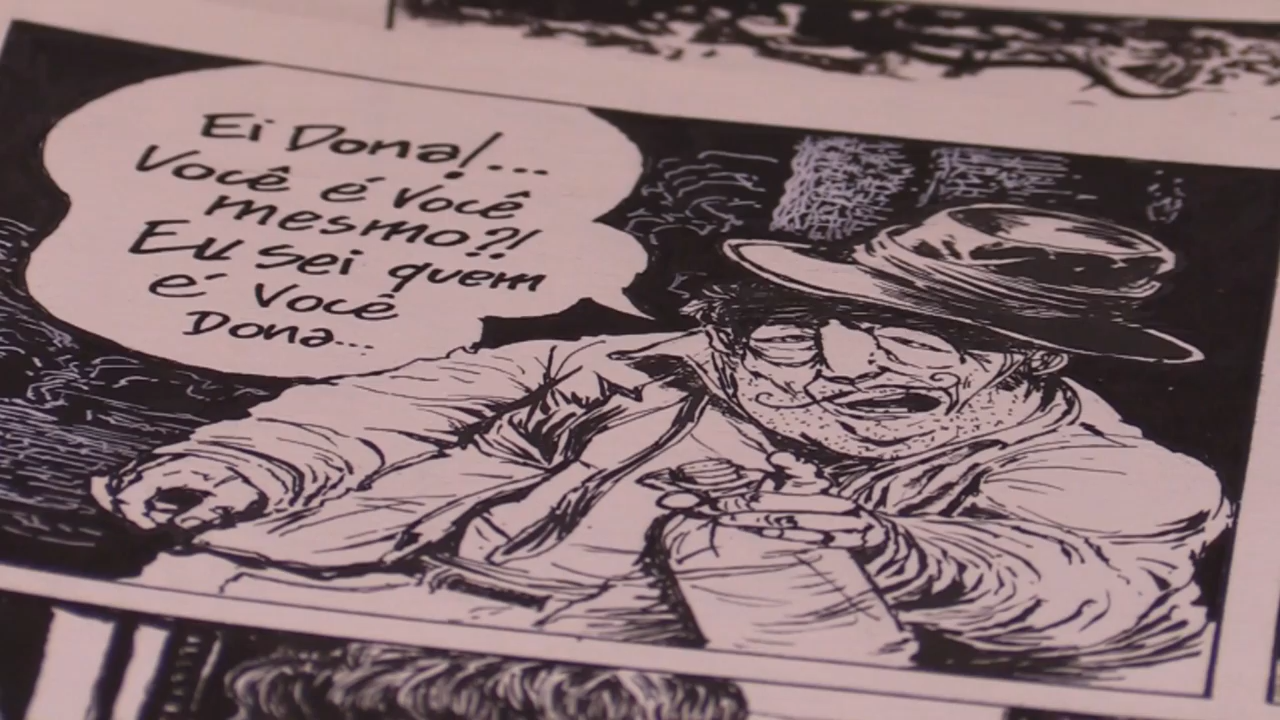 Ei Dona!...
Você é você
mesmo?!
Eu sei quem
é você
Dona...